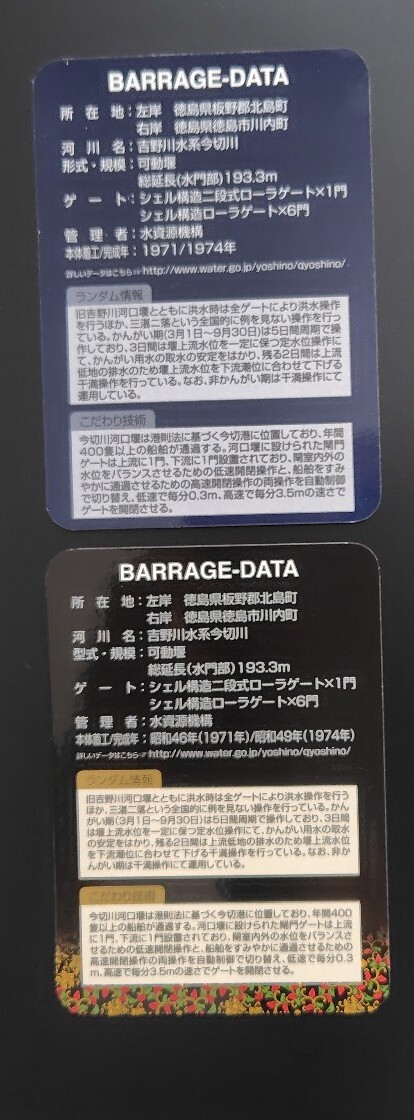 BARRAGE-DATA
所在地：左岸 徳島県板野郡北島町
右岸 徳島県徳島市川内町
河川名：吉野川水系今切川
形式・規模：可動堰
総延長(水門部)193.3m
ゲート：シェル構造二段式ローラゲート×1門
シェル構造ローラゲート×6門
管理者：水資源機構
本体着工/完成年：1971/1974年
詳しいデータはこちら⇒http://www.water.go.jp/yoshino/qyoshino/
ランダム情報
旧吉野川河口堰とともに洪水時は全ゲートにより洪水操作
を行うほか、三湛二落という全国的に例を見ない操作を行っ
ている。かんがい期(3月1日～9月30日)は5日間周期で操
作しており、3日間は堰上流水位を一定に保つ定水位操作に
て、かんがい用水の取水の安定をはかり、残る2日間は上流
低地の排水のため堰上流水位を下流潮位に合わせて下げる
干満操作を行っている。なお、非かんがい期は干満操作にて
運用している。
こだわり技術
今切川河口堰は港則法に基づく今切港に位置しており、年間
400隻以上の船舶が通過する。河口堰に設けられた閘門
ゲートは上流に1門、下流に1門設置されており、閘室内外の
水位をバランスさせるための低速開閉操作と、船舶をすみ
やかに通過させるための高速開閉操作の両操作を自動制御
で切り替え、低速で毎分0.3m、高速で毎分3.5mの速さで
ゲートを開閉させる。
BARRAGE-DATA
所在地：左岸 徳島県板野郡北島町
右岸 徳島県徳島市川内町
河川名：吉野川水系今切川
型式・規模：可動堰
総延長(水門部)193.3m
ゲート：シェル構造二段式ローラゲート×1門
シェル構造ローラゲート×6門
管理者：水資源機構
本体着工/完成年：昭和46年(1971年)/昭和49年(1974年)
詳しいデータはこちら⇒http://www.water.go.jp/yoshino/qyoshino/
ランダム情報
旧吉野川河口堰とともに洪水時は全ゲートにより洪水操作を行う
ほか、三湛二落という全国的に例を見ない操作を行っている。かん
がい期(3月1日～9月30日)は5日間周期で操作しており、3日間
は堰上流水位を一定に保つ定水位操作にて、かんがい用水の取水
の安定をはかり、残る2日間は上流低地の排水のため堰上流水位
を下流潮位に合わせて下げる干満操作を行っている。なお、非か
んがい期は干満操作にて運用している。
こだわり技術
今切川河口堰は港則法に基づく今切港に位置しており、年間400
隻以上の船舶が通過する。河口堰に設けられた閘門ゲートは上流
に1門、下流に1門設置されており、閘室内外の水位をバランスさ
せるための低速開閉操作と、船舶をすみやかに通過させるための
高速開閉操作の両操作を自動制御で切り替え、低速で毎分0.3
m、高速で毎分3.5mの速さでゲートを開閉させる。